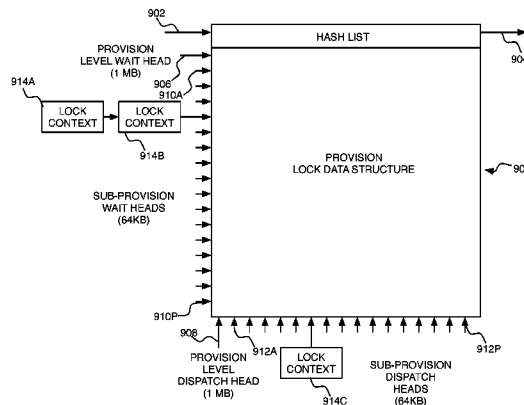 902
HASH LIST
904
PROVISION
LEVEL WAIT HEAD
(1 MB)
906
910A
914A
LOCK
CONTEXT
LOCK
CONTEXT
914B
PROVISION
LOCK DATA STRUCTURE
SUB-PROVISION
WAIT HEADS
(64KB)
910P
908
912A
912P
PROVISION
LEVEL
DISPATCH HEAD
(1 MB)
LOCK
CONTEXT
914C
SUB-PROVISION
DISPATCH
HEADS
(64KB)